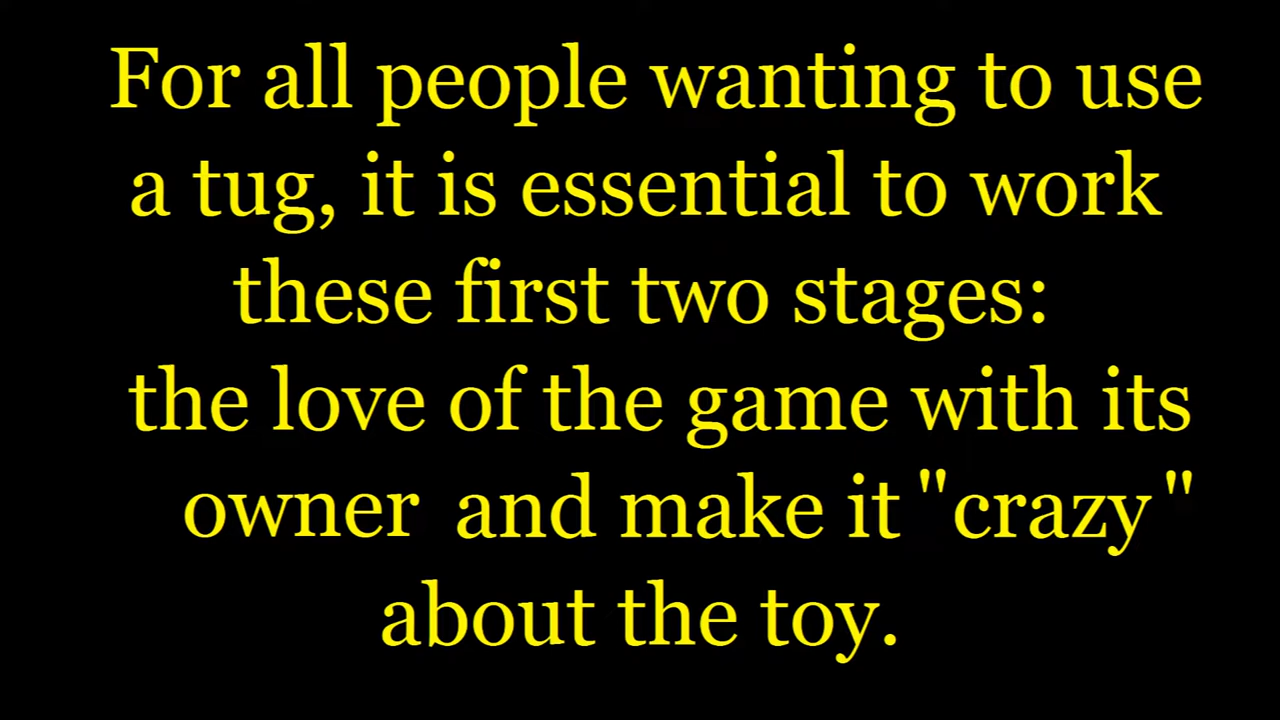 For all people wanting to use
a tug, it is essential to work
these first two stages:
the love of the game with its
owner and make it "crazy"
about the toy.